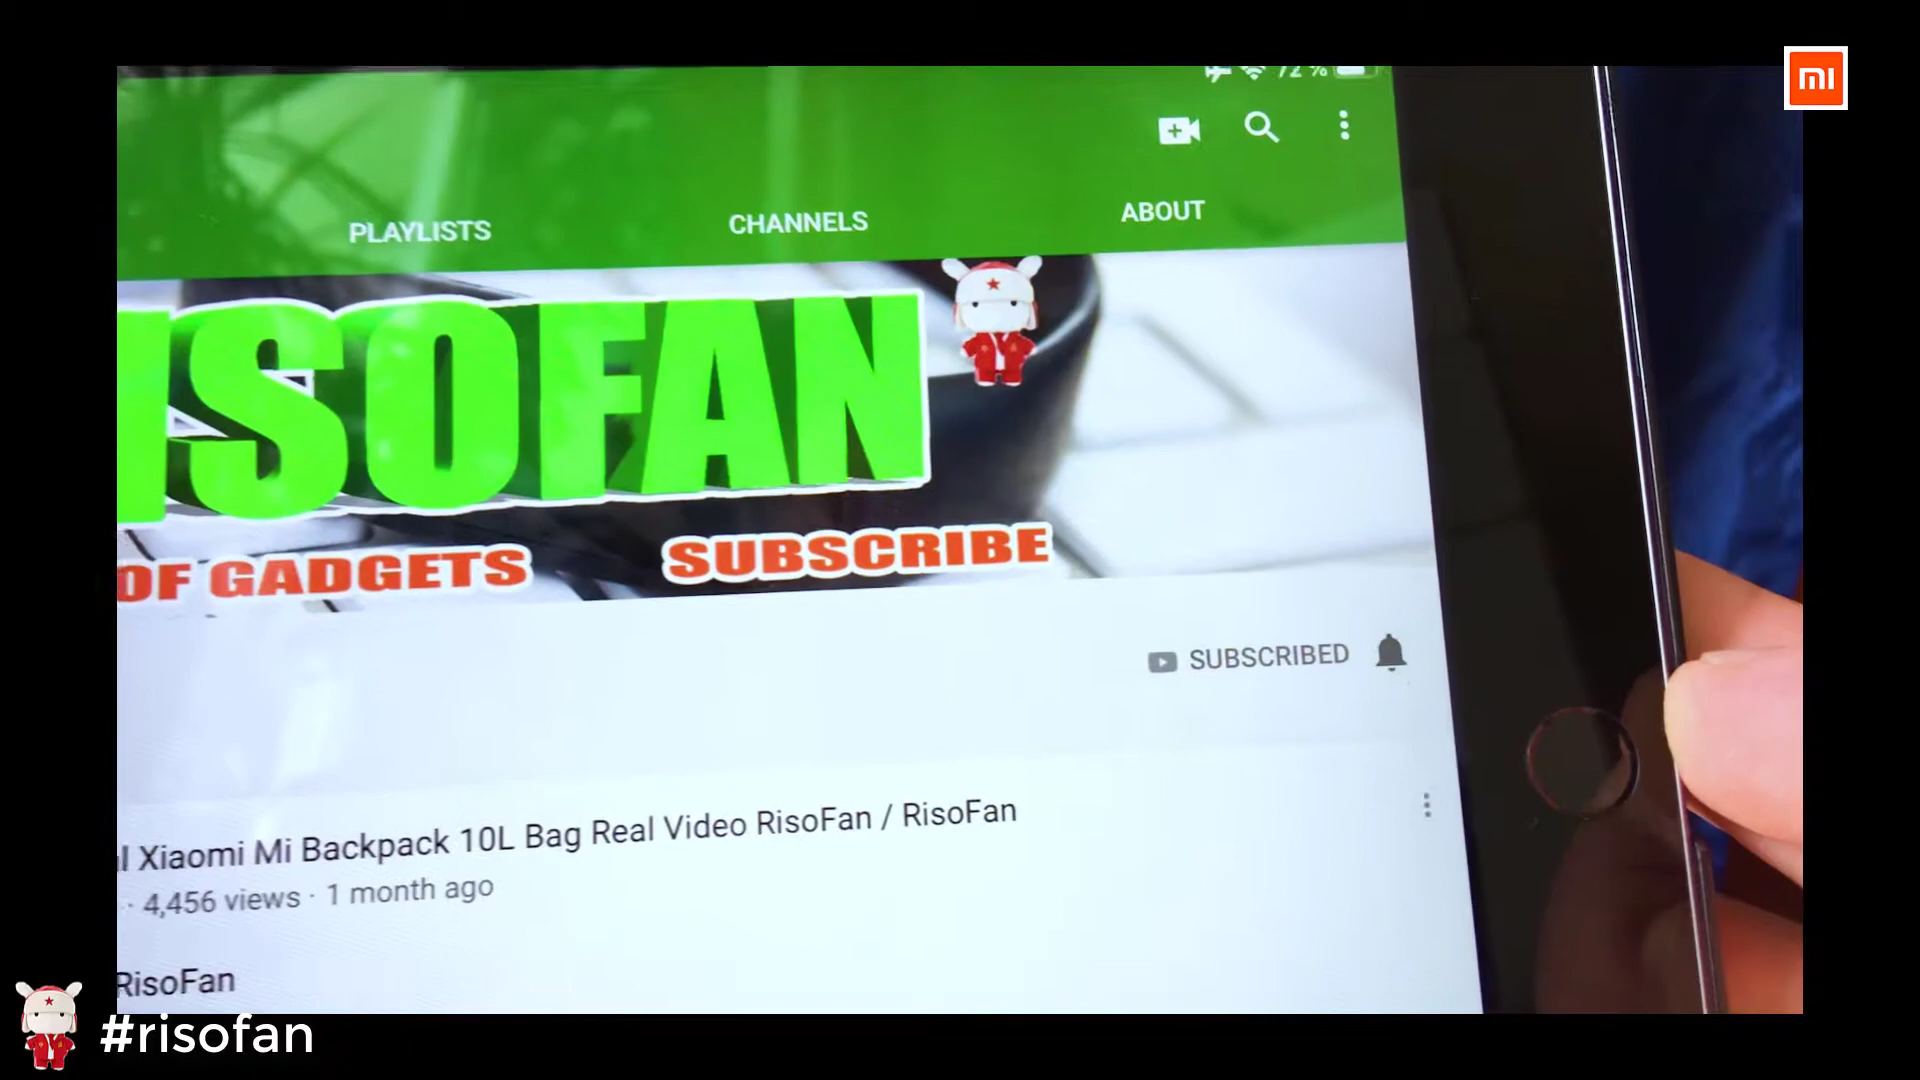 72 %
mi
PLAYLISTS CHANNELS ABOUT
ISOFAN
OF GADGETS SUBSCRIBE
SUBSCRIBED
l Xiaomi Mi Backpack 10L Bag Real Video RisoFan / RisoFan
· 4,456 views · 1 month ago
RisoFan
#risofan